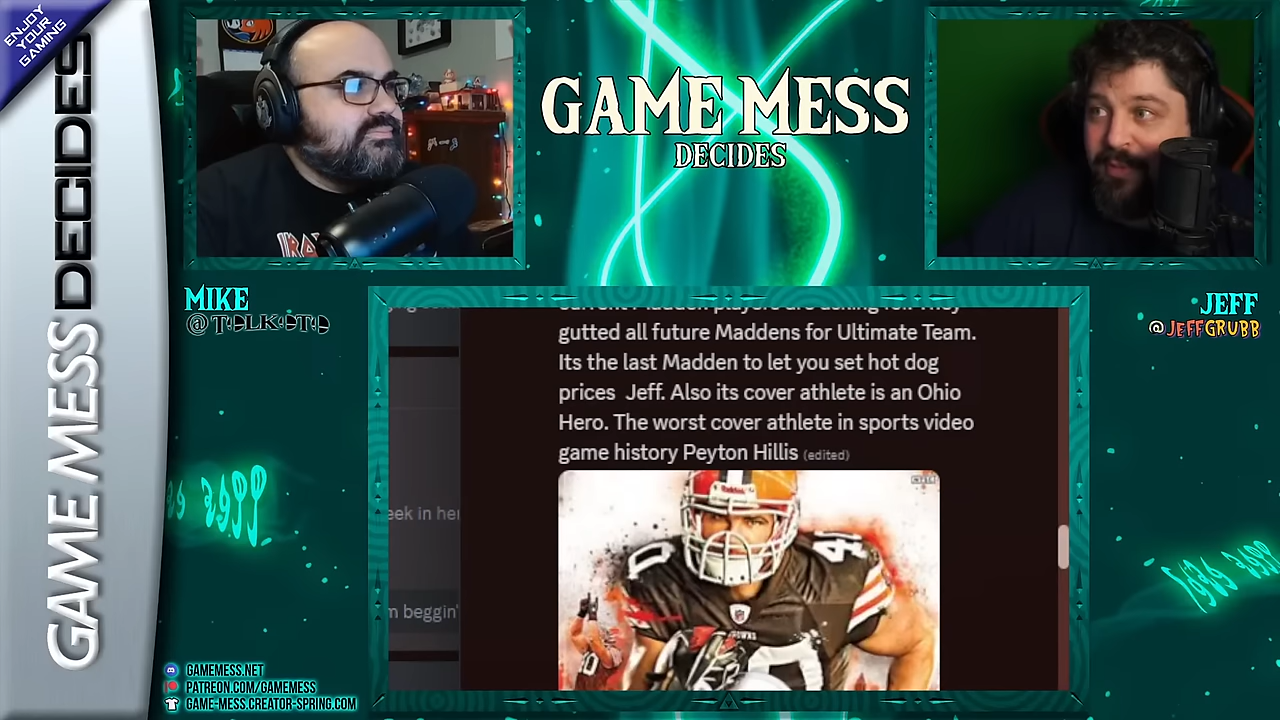 ENJOY
YOUR
GAMING
GAME MESS DECIDES
GAME MESS
DECIDES
MIKE
JEFF
@JEFFGRUBB
gutted all future Maddens for Ultimate Team.
Its the last Madden to let you set hot dog
prices Jeff. Also its cover athlete is an Ohio
Hero. The worst cover athlete in sports video
game history Peyton Hillis (edited)
eek in her
m beggin'
Riddell
40
GAMEMESS.NET
PATREON.COM/GAMEMESS
GAME-MESS.CREATOR-SPRING.COM